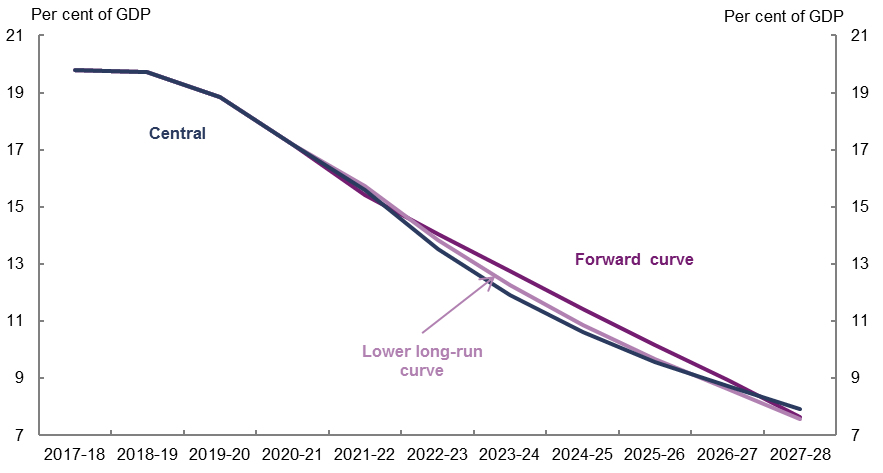 Per cent of GDP
Per cent of GDP
21
21
19
19
Central
17
17
15
15
Forward curve
13
13
11
11
Lower long-run
curve
9
9
7
7
2017-18 2018-19 2019-20 2020-21 2021-22 2022-23 2023-24 2024-25 2025-26 2026-27 2027-28